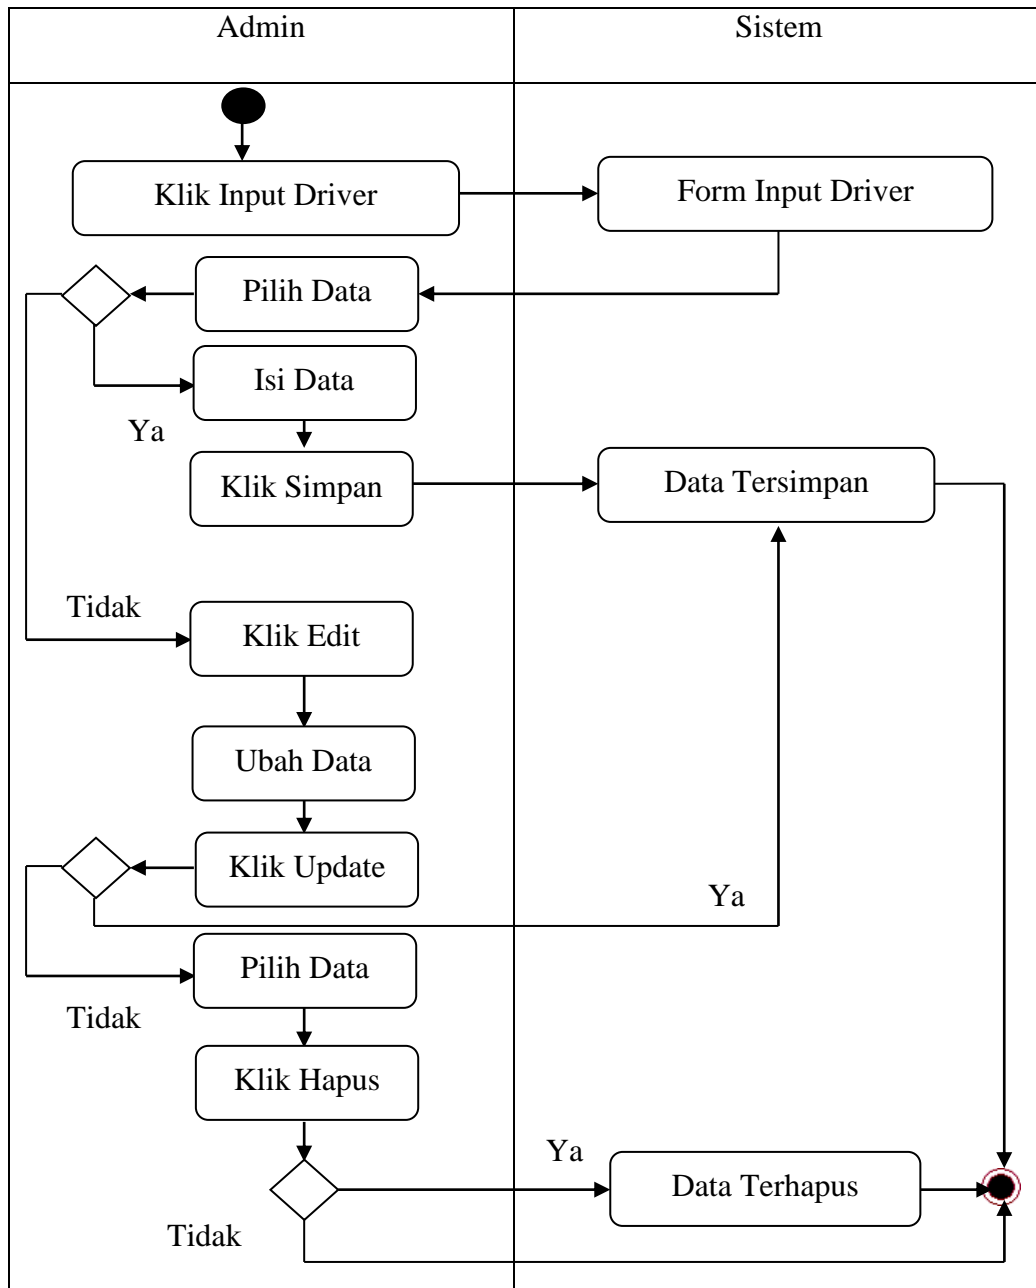 Admin
Sistem
Klik Input Driver
Form Input Driver
Pilih Data
Isi Data
Ya
Klik Simpan
Data Tersimpan
Tidak
Klik Edit
Ubah Data
Klik Update
Ya
Pilih Data
Tidak
Klik Hapus
Ya
Data Terhapus
Tidak